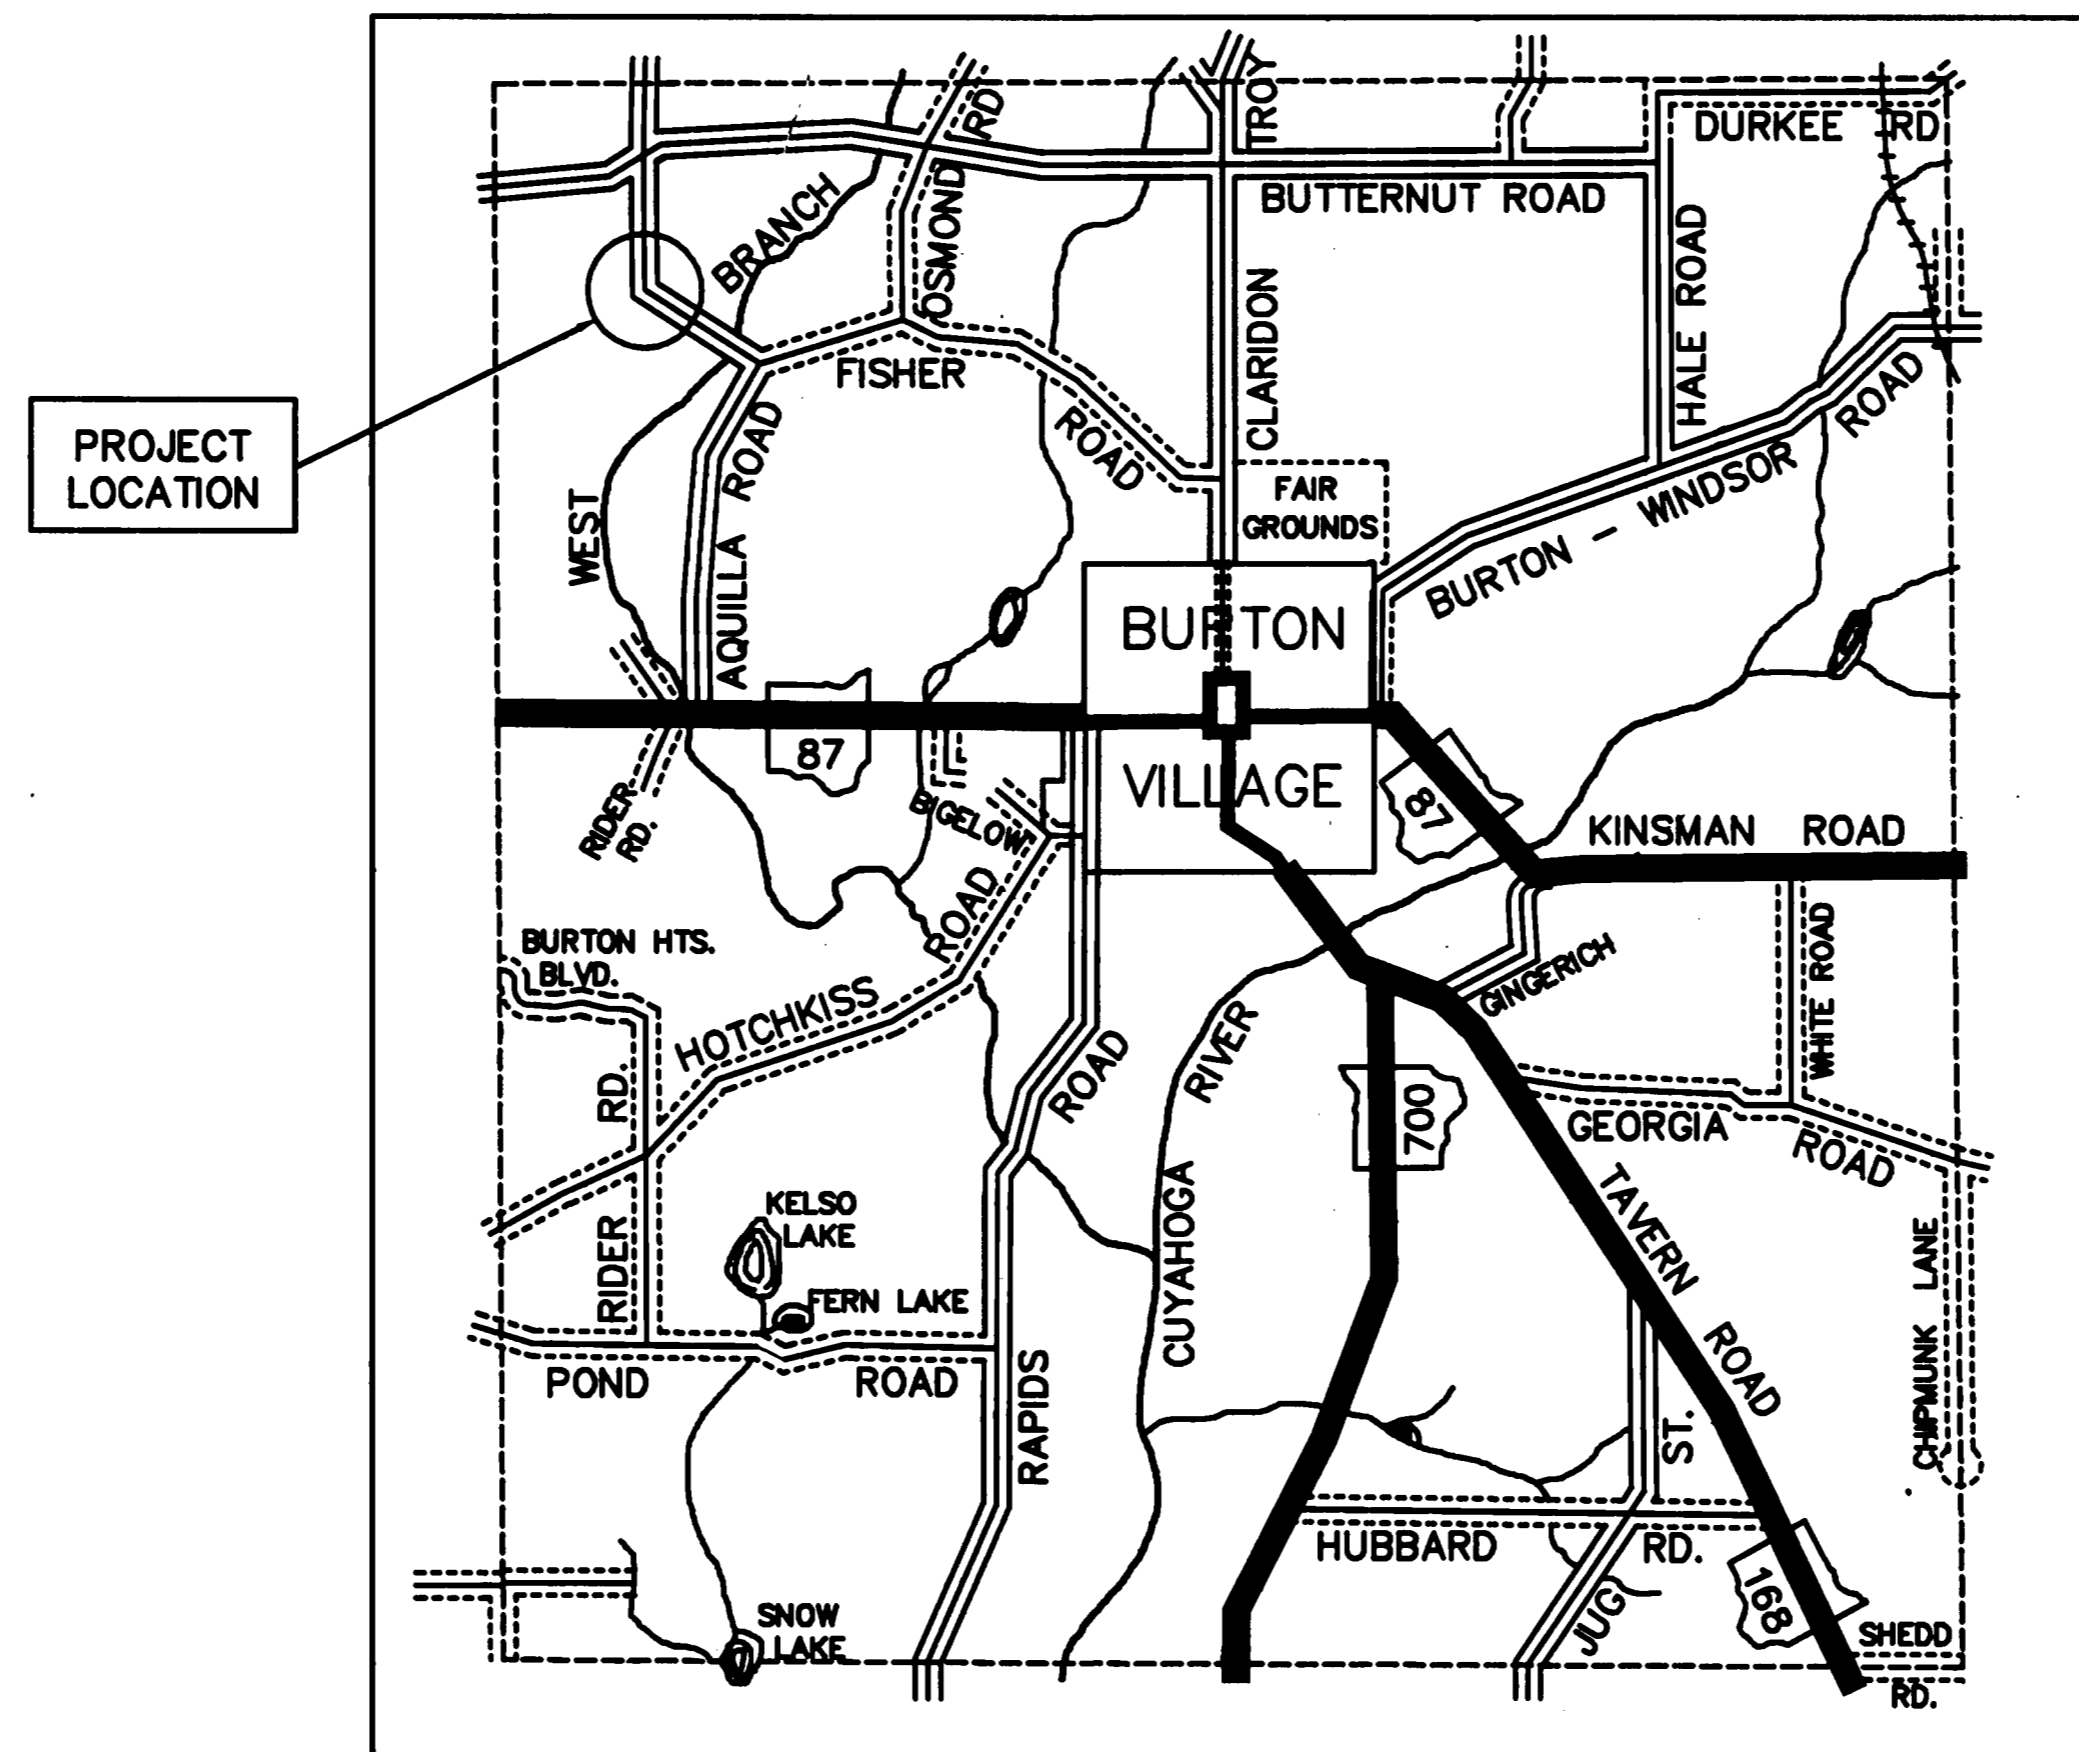 TROY
RD
DURKEE RD
BRANCH
OSMOND
BUTTERNUT ROAD
HALE ROAD
CLARIDON
FISHER
ROAD
PROJECT
LOCATION
ROAD
AQUILLA
WEST
FAIR
GROUNDS
BURTON - WINDSOR
ROAD
BURTON
VILLAGE
87
87
RIDER
RD.
BIGELOW
KINSMAN ROAD
ROAD
HOTCHKISS
BURTON HTS.
BLVD.
GINGERICH
WHITE ROAD
RD.
RIDER
ROAD
RAPIDS
RIVER
CUYAHOGA
700
GEORGIA
ROAD
KELSO
LAKE
FERN LAKE
TAVERN ROAD
CHIPMUNK LANE
POND ROAD
ST.
JUG
HUBBARD RD.
168
SNOW
LAKE
SHEDD
RD.